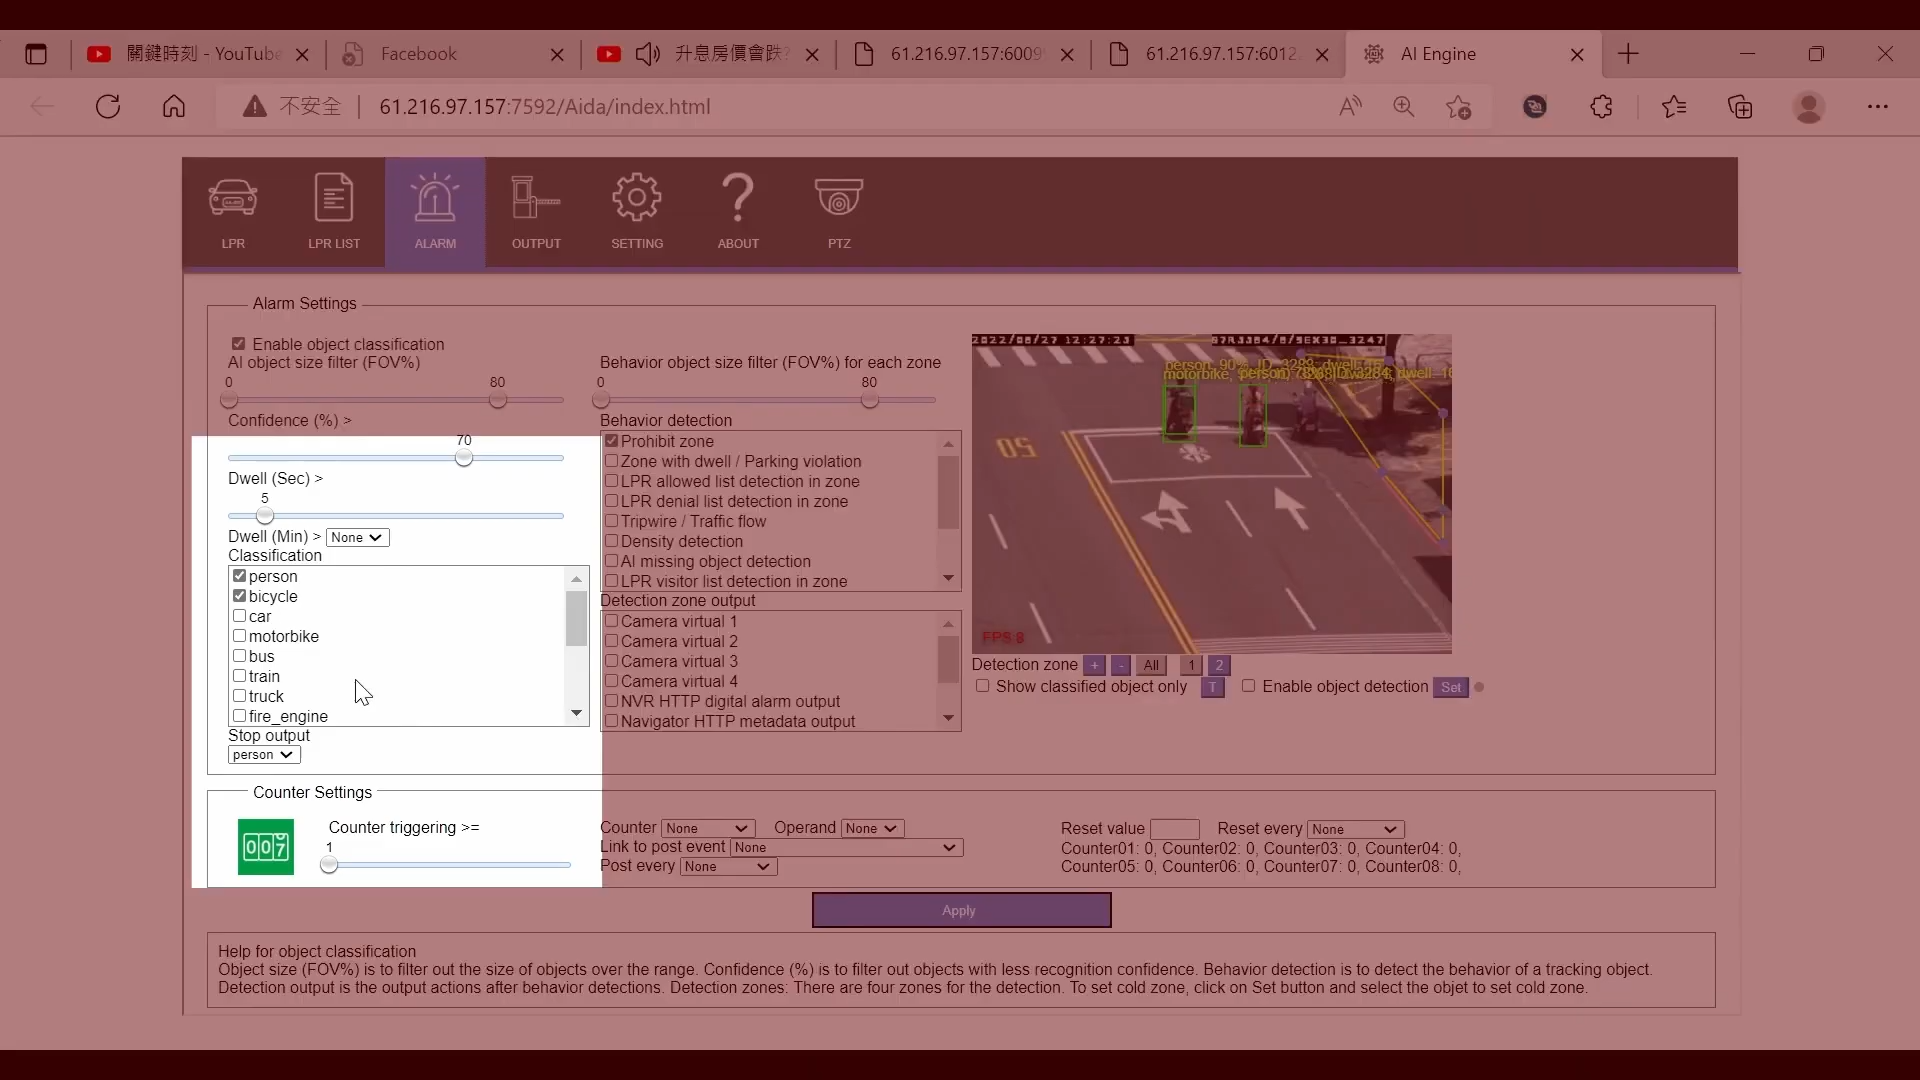 關鍵時刻 - YouTube
Facebook
升息房價會跌?
61.216.97.157:6009
61.216.97.157:6012
AI Engine
不安全 61.216.97.157:7592/Aida/index.html
LPR
LPR LIST
ALARM
OUTPUT
SETTING
ABOUT
PTZ
Alarm Settings
Enable object classification
AI object size filter (FOV%)
0 80
Confidence (%) >
70
Dwell (Sec) >
5
Dwell (Min) > None
Classification
person
bicycle
car
motorbike
bus
train
truck
fire_engine
Stop output
person
Behavior object size filter (FOV%) for each zone
0 80
Behavior detection
Prohibit zone
Zone with dwell / Parking violation
LPR allowed list detection in zone
LPR denial list detection in zone
Tripwire / Traffic flow
Density detection
AI missing object detection
LPR visitor list detection in zone
Detection zone output
Camera virtual 1
Camera virtual 2
Camera virtual 3
Camera virtual 4
NVR HTTP digital alarm output
Navigator HTTP metadata output
2022/08/27 12:27:23
50
FPS 8
Detection zone + - All 1 2
Show classified object only T Enable object detection Set
Counter Settings
007
Counter triggering >=
1
Counter None Operand None
Link to post event None
Post every None
Reset value Reset every None
Counter01: 0, Counter02: 0, Counter03: 0, Counter04: 0,
Counter05: 0, Counter06: 0, Counter07: 0, Counter08: 0,
Apply
Help for object classification
Object size (FOV%) is to filter out the size of objects over the range. Confidence (%) is to filter out objects with less recognition confidence. Behavior detection is to detect the behavior of a tracking object.
Detection output is the output actions after behavior detections. Detection zones: There are four zones for the detection. To set cold zone, click on Set button and select the objet to set cold zone.